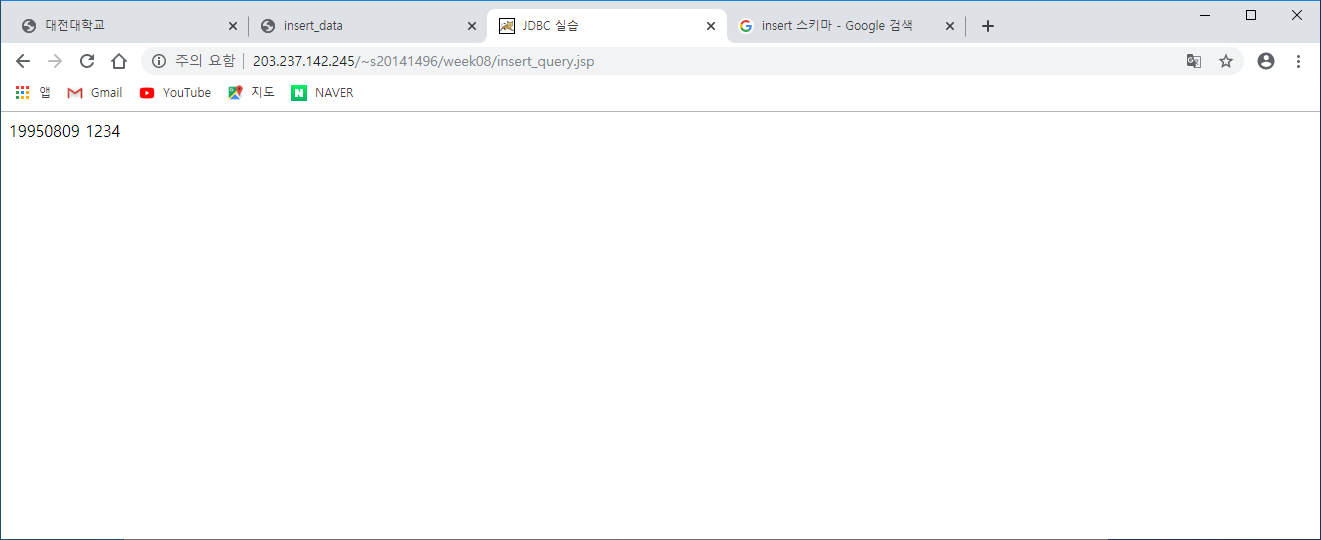 대전대학교 insert_data JDBC 실습 insert 스키마 - Google 검색
주의 요함 203.237.142.245/~s20141496/week08/insert_query.jsp
앱 Gmail YouTube 지도 NAVER
19950809 1234